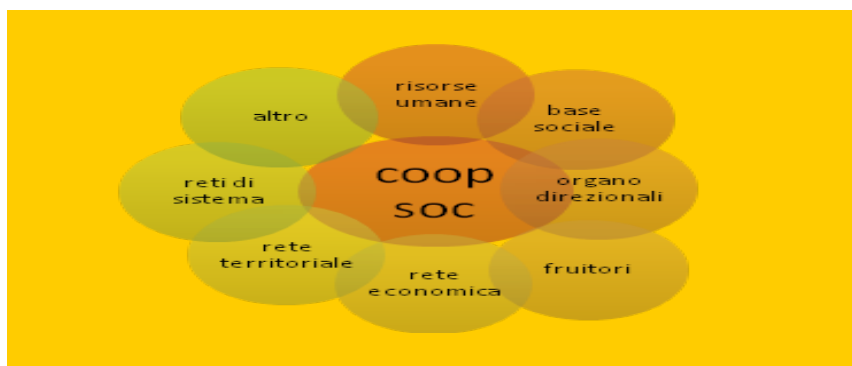 risorse
umane
base
sociale
organo
direzionali
fruitori
rete
economica
rete
territoriale
reti di
sistema
altro
coop
soc